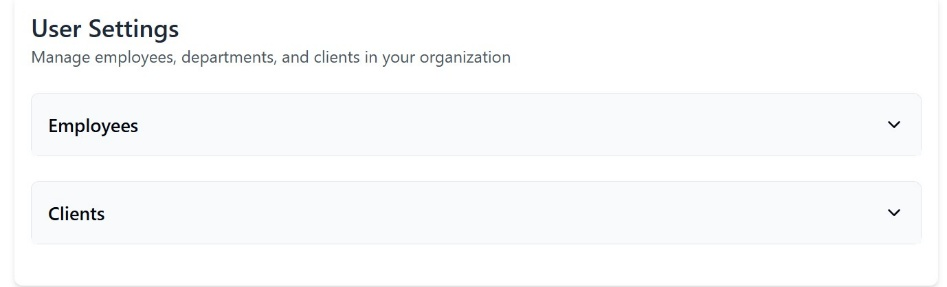 User Settings
Manage employees, departments, and clients in your organization
Employees
Clients